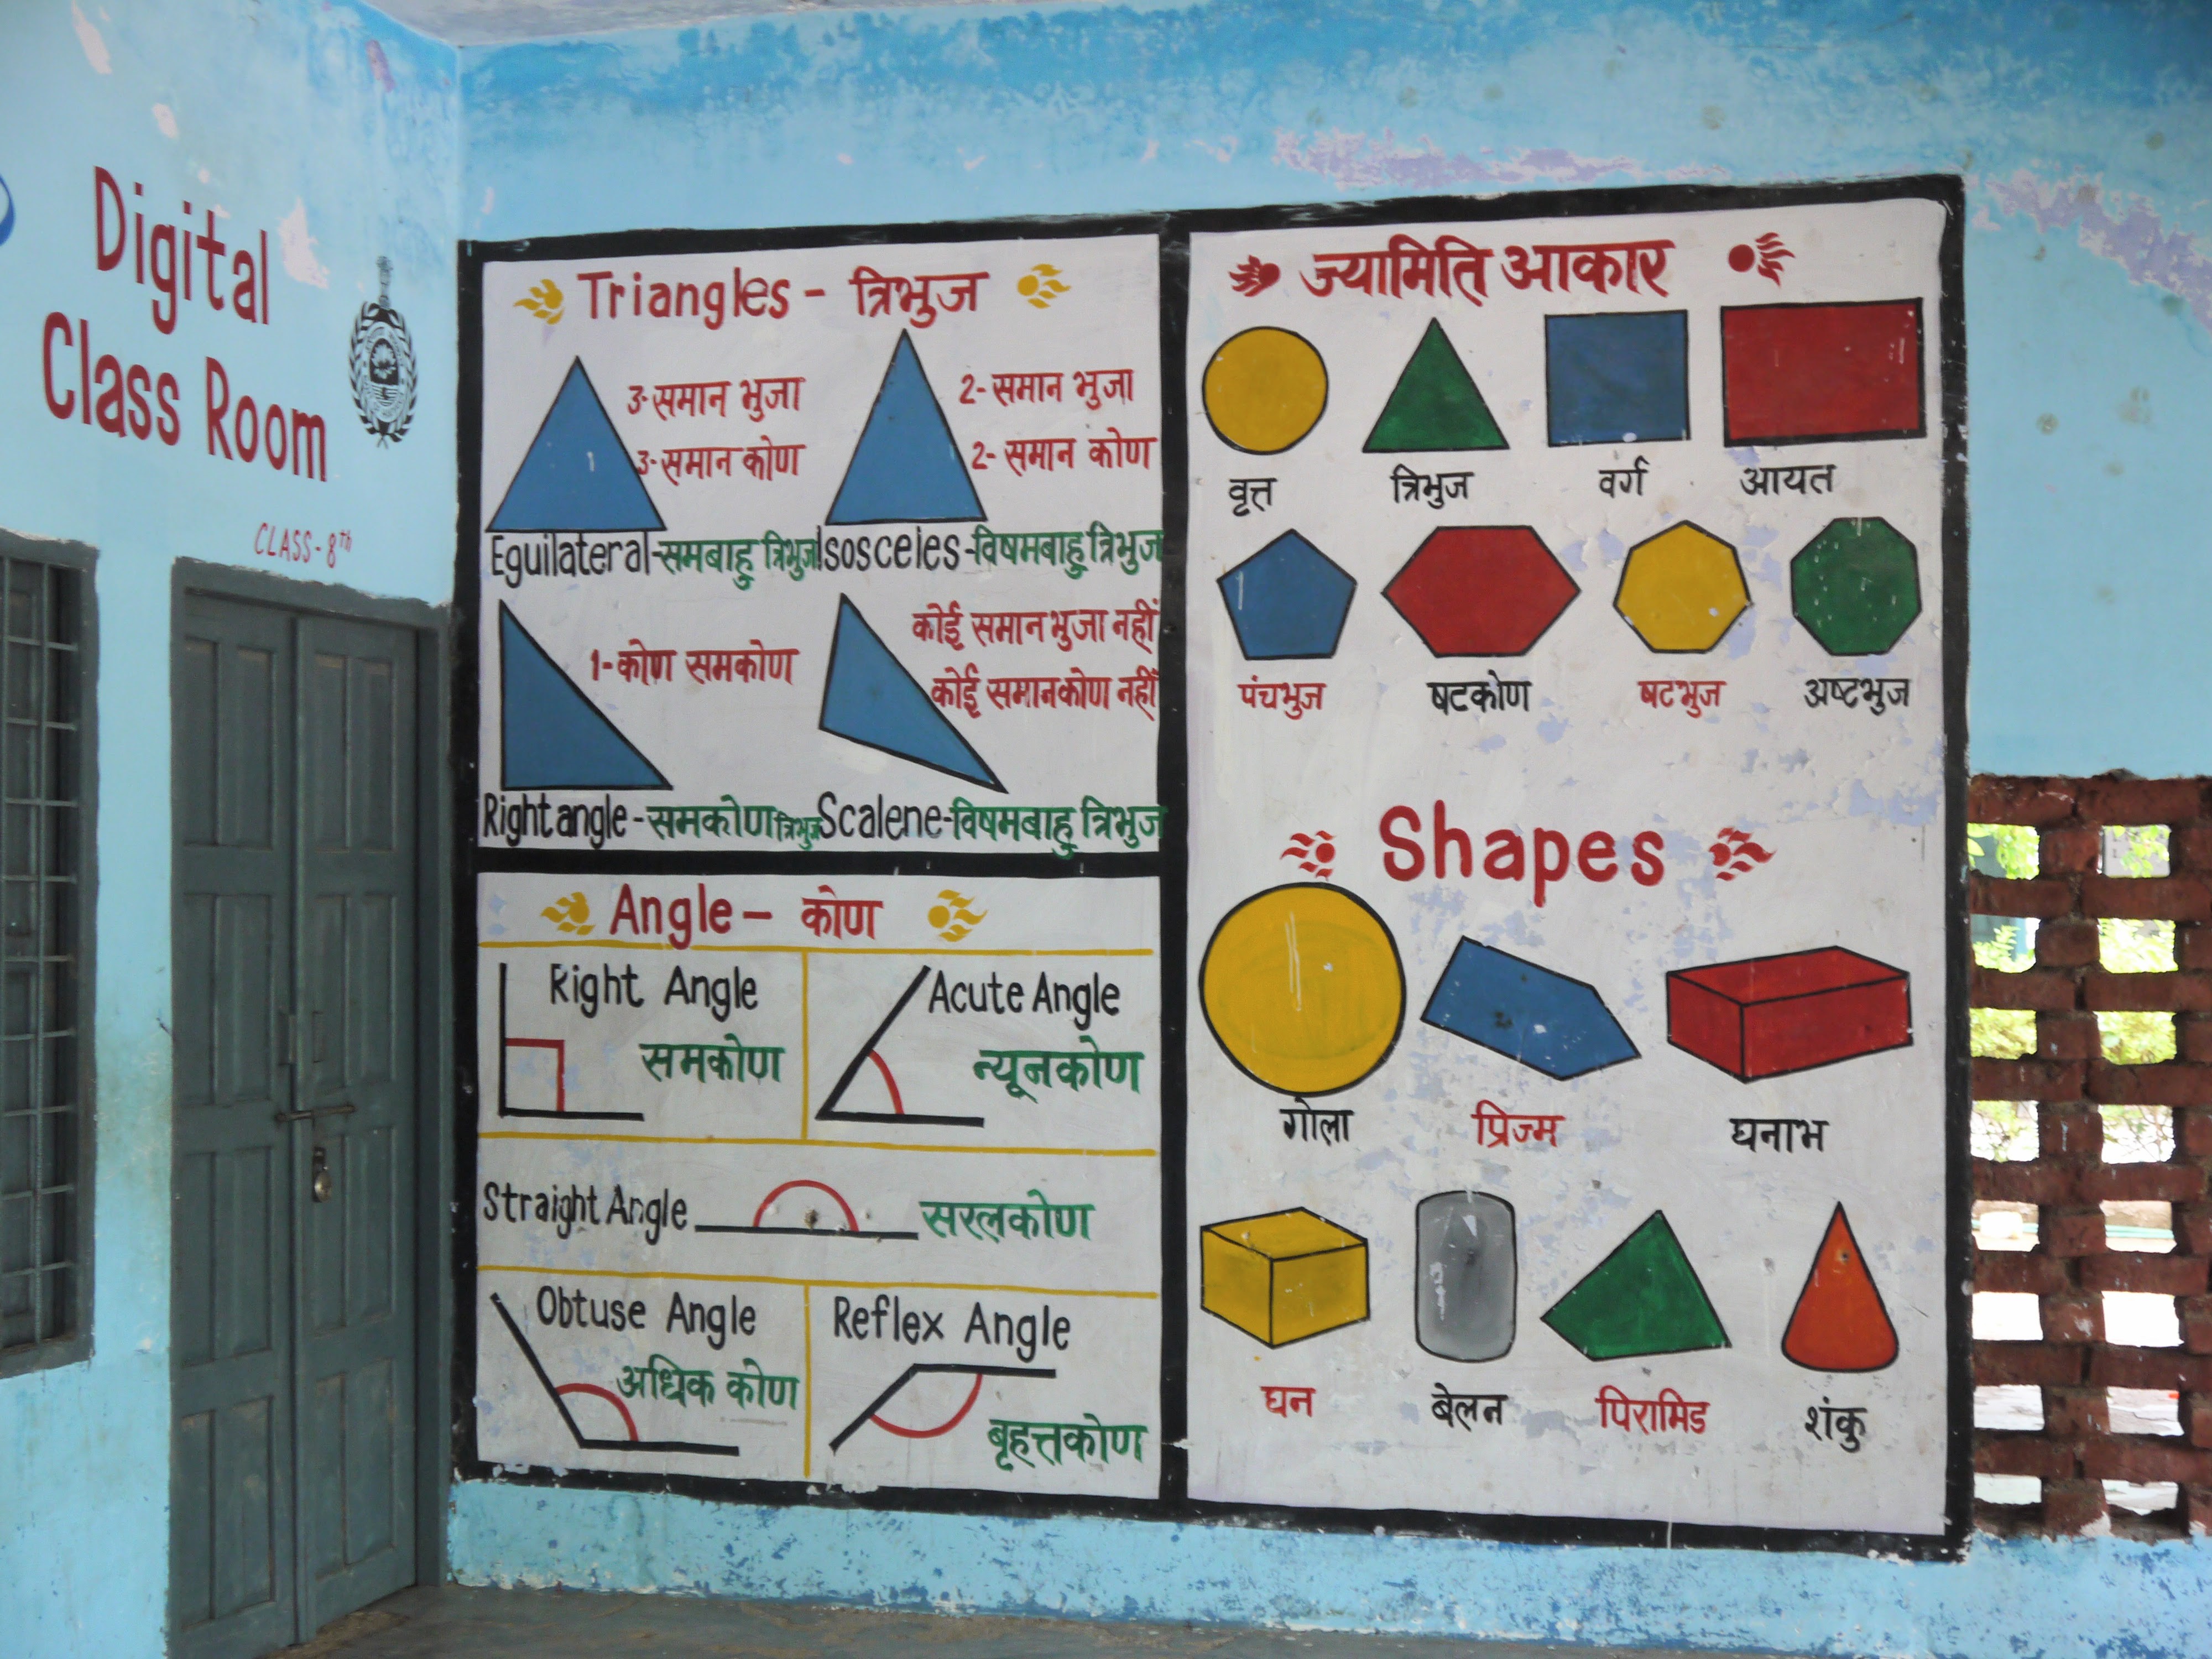 Digital
Class Room
CLASS-8th
Triangles - त्रिभुज
3-समान भुजा
3-समान कोण
Eguilateral-समबाहु त्रिभुज
2- समान भुजा
2- समान कोण
Isosceles-विषमबाहु त्रिभुज
1-कोण समकोण
Right angle-समकोण त्रिभुज
कोई समान भुजा नहीं
कोई समान कोण नहीं
Scalene-विषमबाहु त्रिभुज
Angle - कोण
Right Angle
समकोण
Acute Angle
न्यूनकोण
Straight Angle
सरलकोण
Obtuse Angle
अधिक कोण
Reflex Angle
बृहत्तकोण
ज्यामिति आकार
वृत्त
त्रिभुज
वर्ग
आयत
पंचभुज
षटकोण
षटभुज
अष्टभुज
Shapes
गोला
प्रिज्म
घनाभ
घन
बेलन
पिरामिड
शंकु